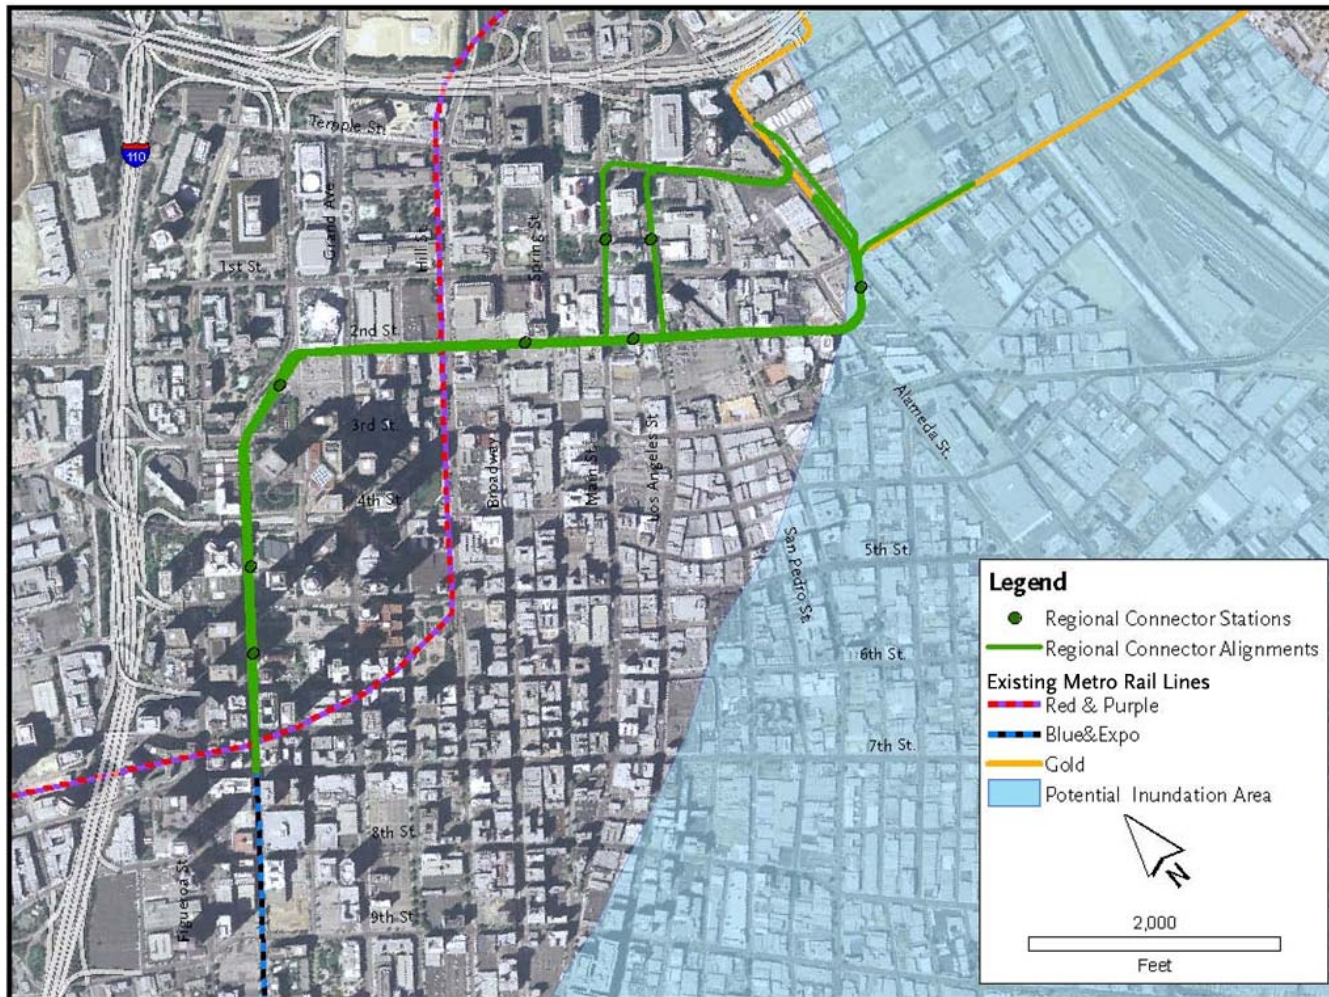 Temple St.
110
Grand Ave
Hill St.
Spring St.
1st St.
2nd St.
3rd St.
4th St.
Broadway
Main St.
Los Angeles St.
Alameda St.
San Pedro St.
5th St.
6th St.
7th St.
8th St.
9th St.
Figueroa St.
Legend
Regional Connector Stations
Regional Connector Alignments
Existing Metro Rail Lines
Red & Purple
Blue&Expo
Gold
Potential Inundation Area
N
2,000
Feet